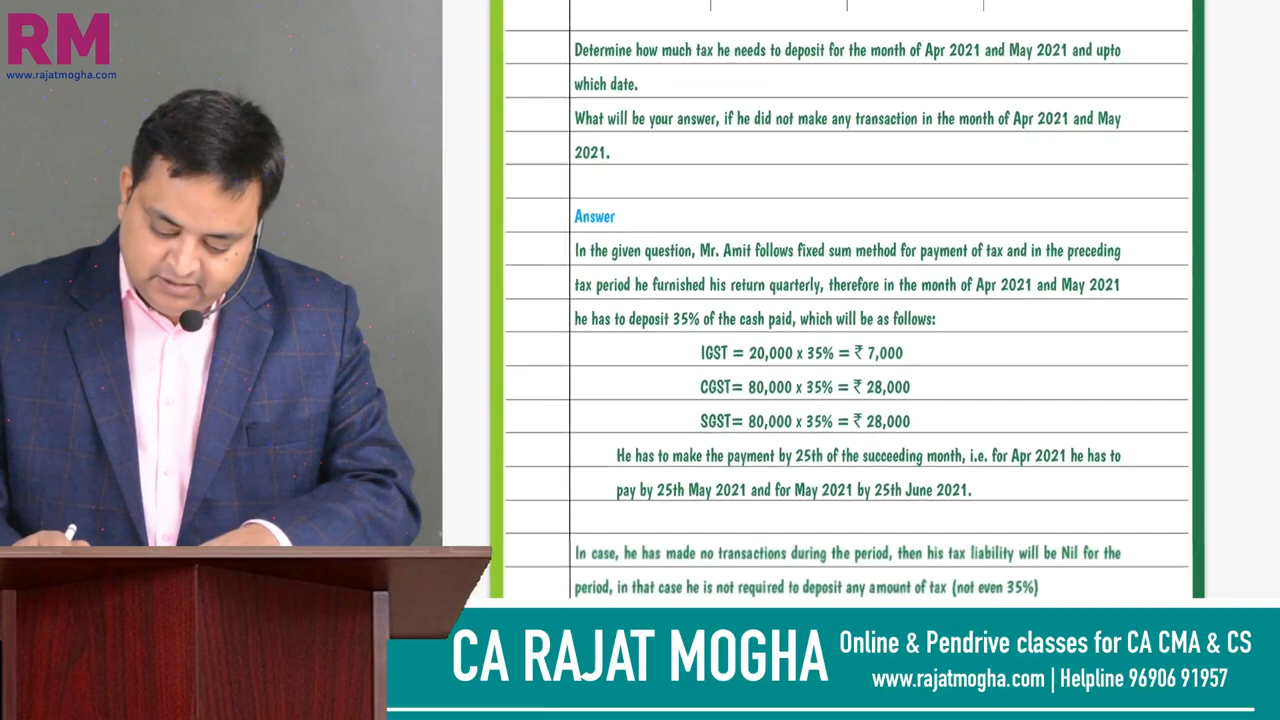 RM
www.rajatmogha.com
Determine how much tax he needs to deposit for the month of Apr 2021 and May 2021 and upto
which date.
What will be your answer, if he did not make any transaction in the month of Apr 2021 and May
2021.
Answer
In the given question, Mr. Amit follows fixed sum method for payment of tax and in the preceding
tax period he furnished his return quarterly, therefore in the month of Apr 2021 and May 2021
he has to deposit 35% of the cash paid, which will be as follows:
IGST = 20,000 x 35% = ₹ 7,000
CGST= 80,000 x 35% = ₹ 28,000
SGST= 80,000 x 35% = ₹ 28,000
He has to make the payment by 25th of the succeeding month, i.e. for Apr 2021 he has to
pay by 25th May 2021 and for May 2021 by 25th June 2021.
In case, he has made no transactions during the period, then his tax liability will be Nil for the
period, in that case he is not required to deposit any amount of tax (not even 35%)
CA RAJAT MOGHA
Online & Pendrive classes for CA CMA & CS
www.rajatmogha.com | Helpline 96906 91957